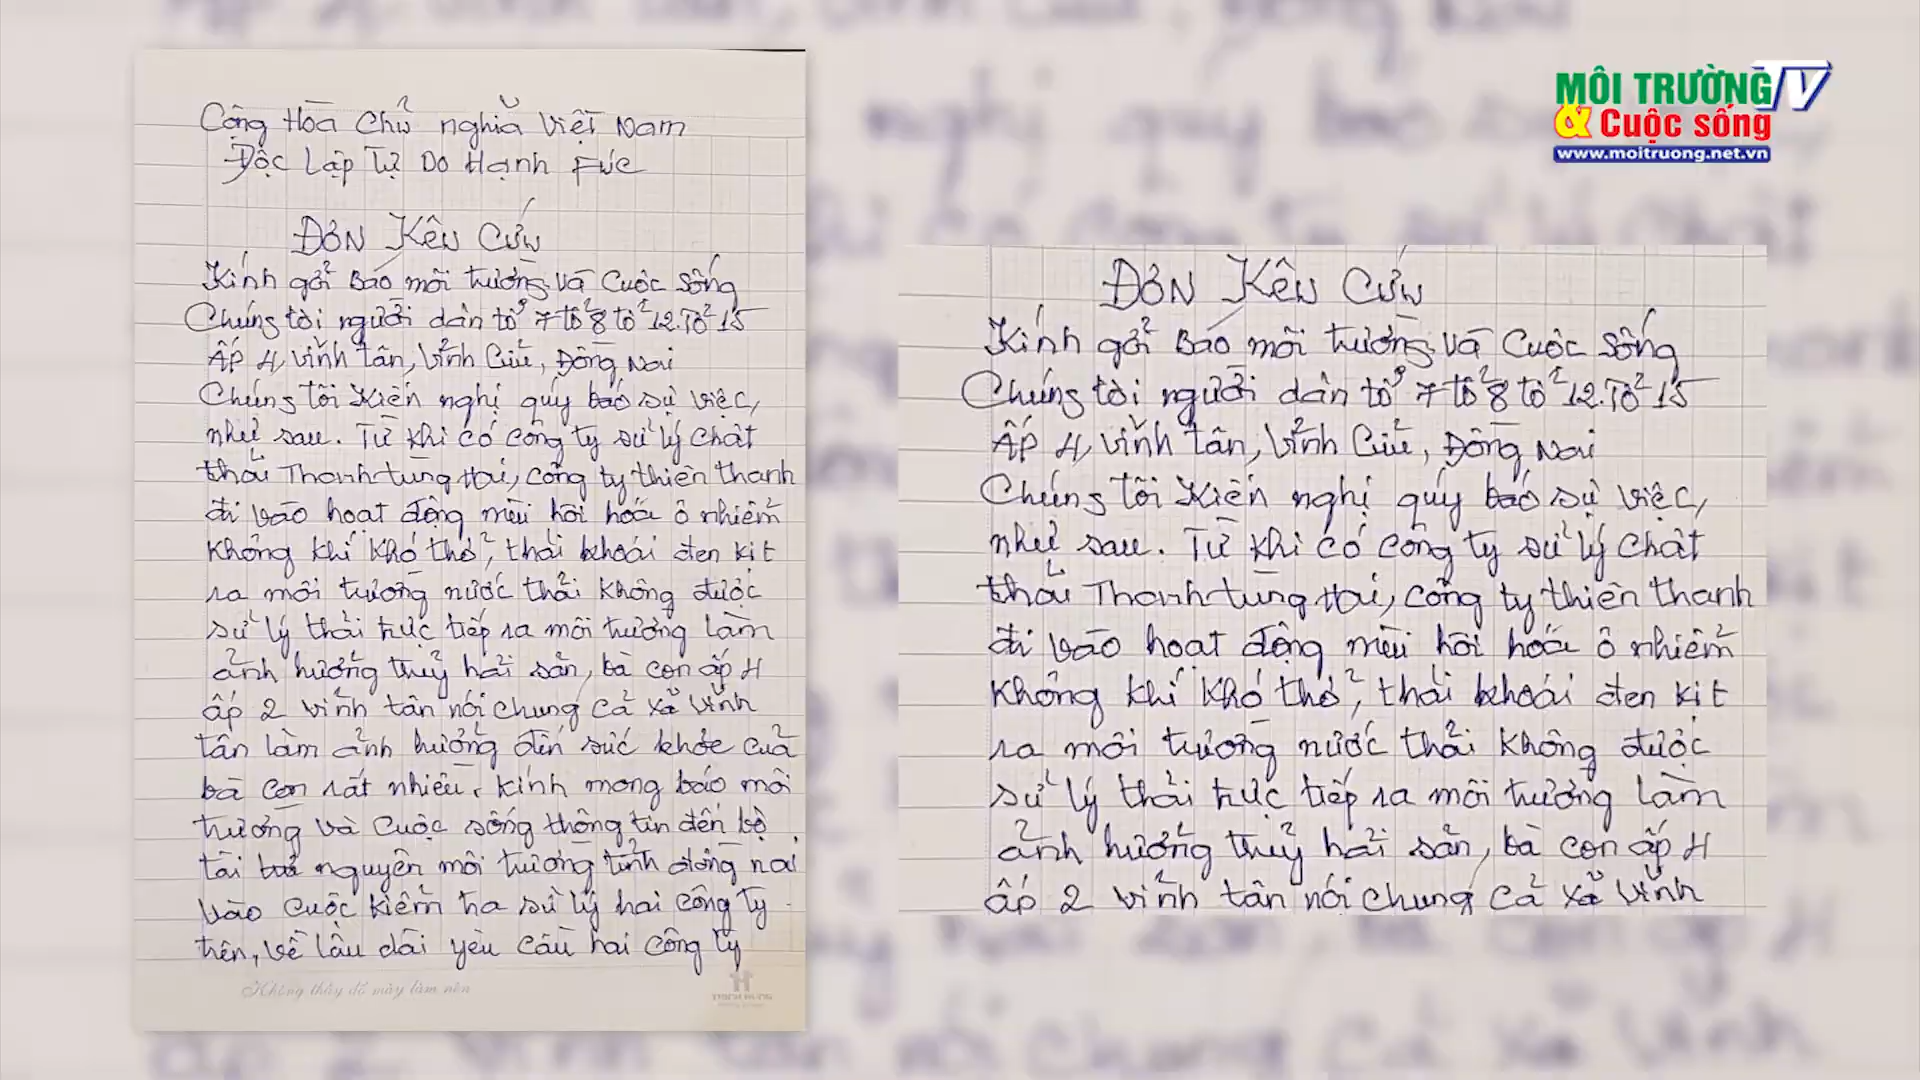 MÔI TRƯỜNG TV
& Cuộc sống
www.moitruong.net.vn
Cộng Hòa Chủ nghĩa Việt Nam
Độc Lập Tự Do Hạnh Fúc
ĐƠN Kêu Cứu
Kính gởi Báo môi trường và Cuộc Sống
Chúng tôi người dân tổ 7 tổ 8 tổ 12. Tổ 15
Ấp 4, Vĩnh Tân, Vĩnh Cửu, Đồng Nai
Chúng tôi Kiến nghị quý báo sự việc,
như sau. Từ khi có công ty sử lý chất
thải Thanh tùng Hai, công ty thiên thanh
đi vào hoạt động mùi hôi hoá ô nhiễm
không khí khó thở, thải khoái đen kịt
ra môi trường nước thải không được
sử lý thải trực tiếp ra môi trường làm
ảnh hưởng thuỷ hải sản, bà con ấp 4
ấp 2 vĩnh tân nói chung cả xã vĩnh
tân làm ảnh hưởng đến sức khỏe của
bà con rất nhiều. kính mong báo môi
trường và cuộc sống thông tin đến bộ
tài nguyên môi trường tỉnh đồng nai
vào cuộc kiểm tra sử lý hai công ty
trên, về lâu dài yêu cầu hai công ty
Không thầy đố mày làm nên
ĐƠN Kêu Cứu
Kính gởi Báo môi trường và Cuộc Sống
Chúng tôi người dân tổ 7 tổ 8 tổ 12. Tổ 15
Ấp 4, Vĩnh Tân, Vĩnh Cửu, Đồng Nai
Chúng tôi Kiến nghị quý báo sự việc,
như sau. Từ khi có công ty sử lý chất
thải Thanh tùng Hai, công ty thiên thanh
đi vào hoạt động mùi hôi hoá ô nhiễm
không khí khó thở, thải khoái đen kịt
ra môi trường nước thải không được
sử lý thải trực tiếp ra môi trường làm
ảnh hưởng thuỷ hải sản, bà con ấp 4
ấp 2 vĩnh tân nói chung cả xã vĩnh